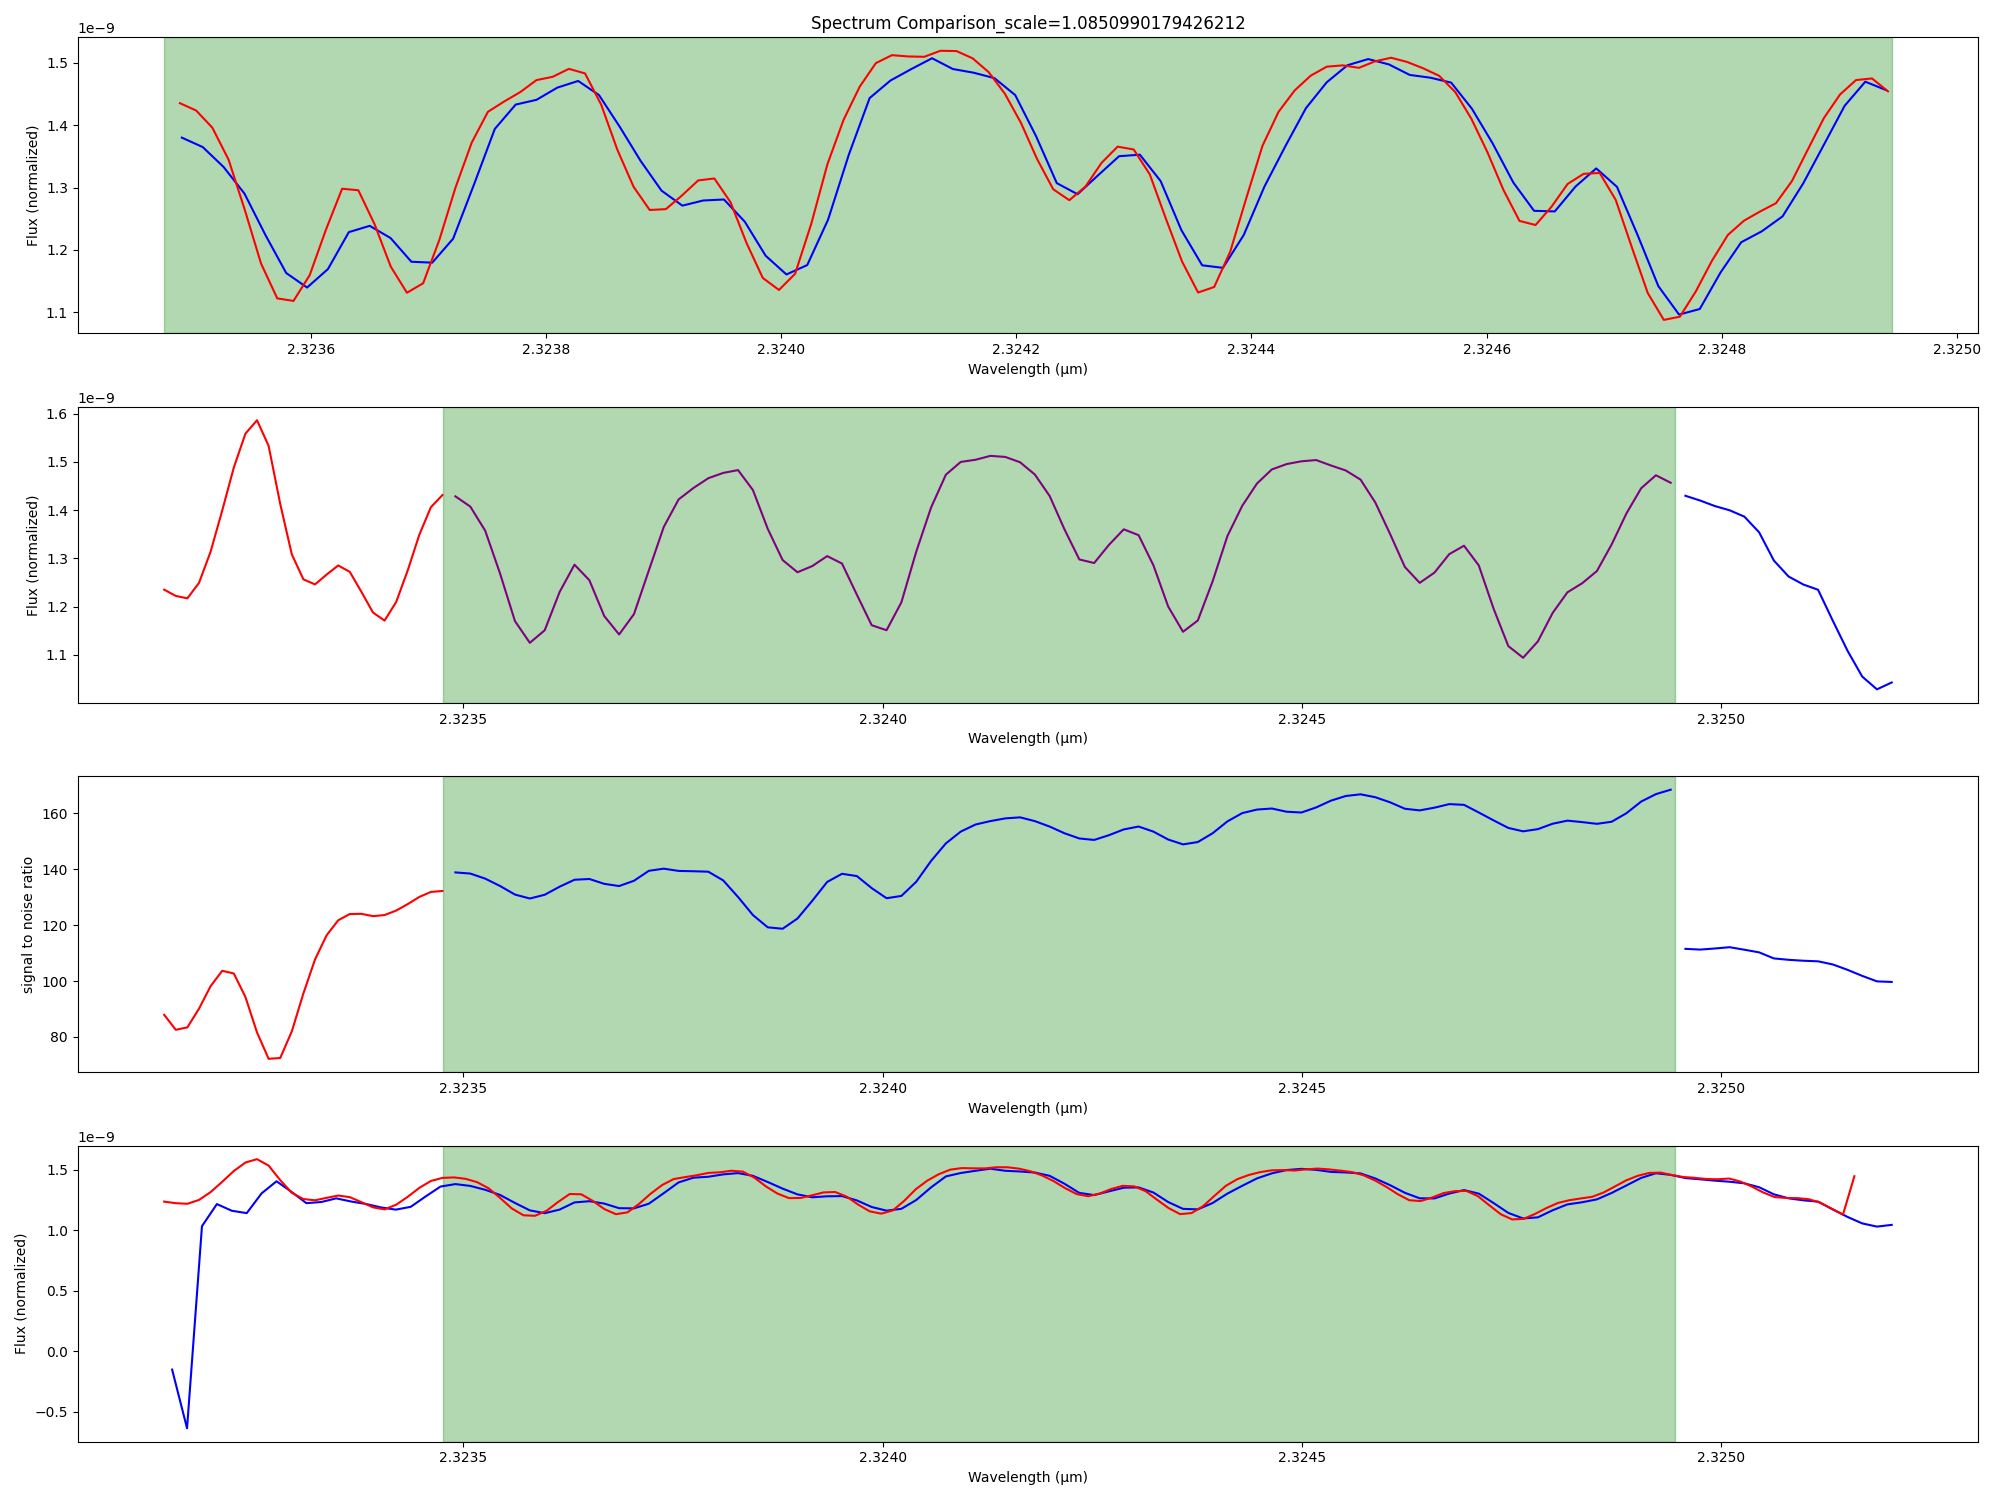 Spectrum Comparison_scale=1.0850990179426212
1e−9
1.5
1.4
1.3
1.2
1.1
Flux (normalized)
2.3236 2.3238 2.3240 2.3242 2.3244 2.3246 2.3248 2.3250
Wavelength (μm)
1e−9
1.6
1.5
1.4
1.3
1.2
1.1
Flux (normalized)
2.3235 2.3240 2.3245 2.3250
Wavelength (μm)
160
140
120
100
80
signal to noise ratio
2.3235 2.3240 2.3245 2.3250
Wavelength (μm)
1e−9
1.5
1.0
0.5
0.0
−0.5
Flux (normalized)
2.3235 2.3240 2.3245 2.3250
Wavelength (μm)